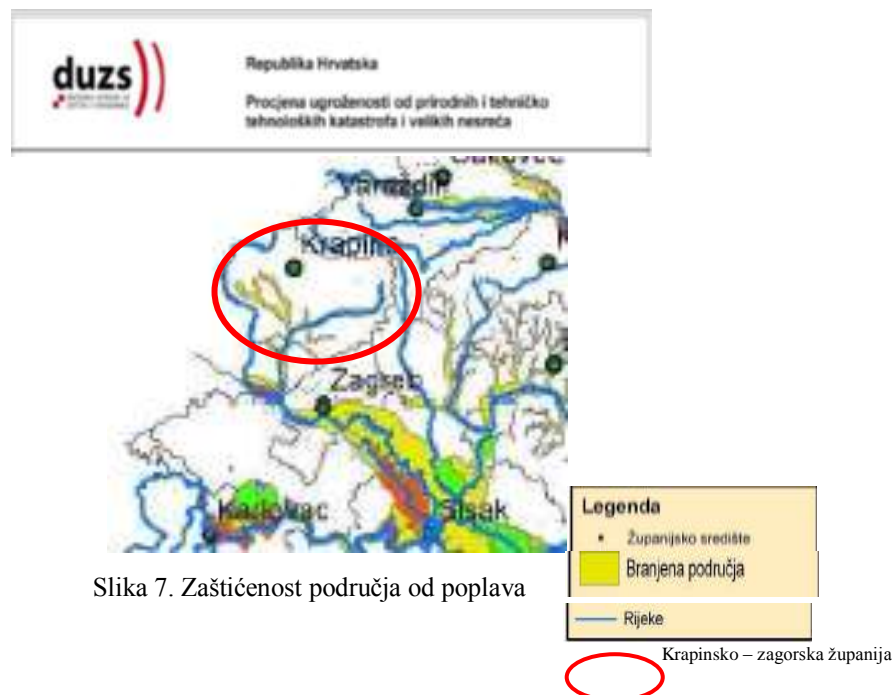 duzs
Republika Hrvatska
Procjena ugroženosti od prirodnih i tehničko
tehnoloških katastrofa i velikih nesreća
Varaždin
Krapina
Zagreb
Karlovac
Sisak
Legenda
Županijsko središte
Branjena područja
Slika 7. Zaštićenost područja od poplava
Rijeke
Krapinsko – zagorska županija